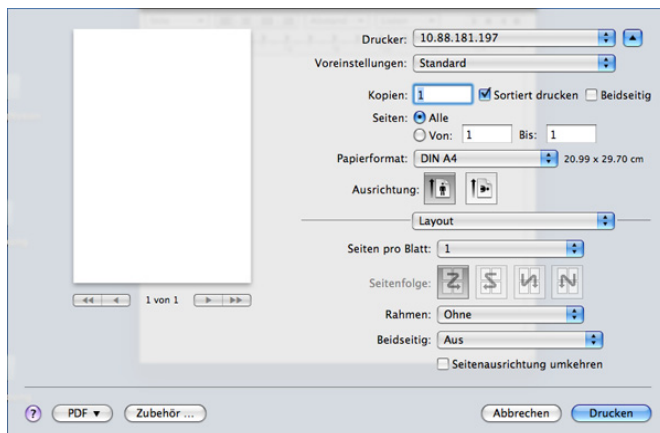 Drucker: 10.88.181.197
Voreinstellungen: Standard
Kopien: 1 Sortiert drucken Beidseitig
Seiten: Alle
Von: 1 Bis: 1
Papierformat: DIN A4 20.99 x 29.70 cm
Ausrichtung:
Layout
Seiten pro Blatt: 1
Seitenfolge:
1 von 1
Rahmen: Ohne
Beidseitig: Aus
Seitenausrichtung umkehren
? PDF Zubehör ... Abbrechen Drucken